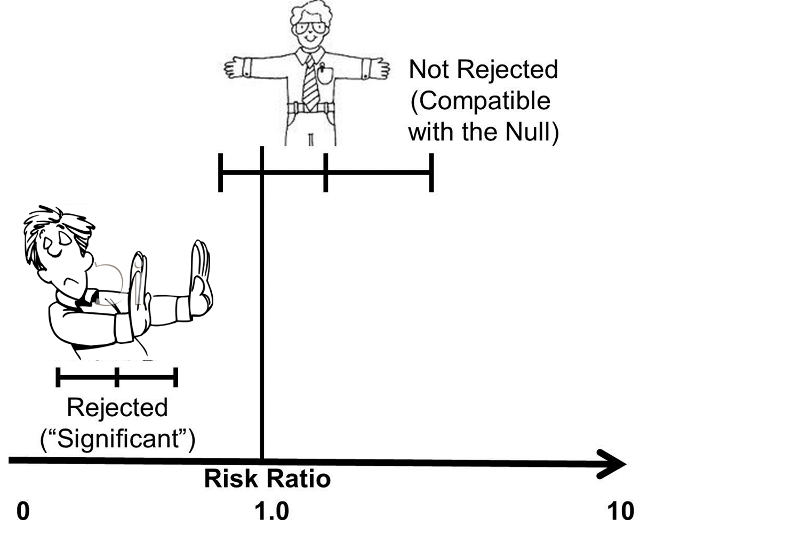 Not Rejected
(Compatible
with the Null)
Rejected
(“Significant”)
Risk Ratio
0
1.0
10